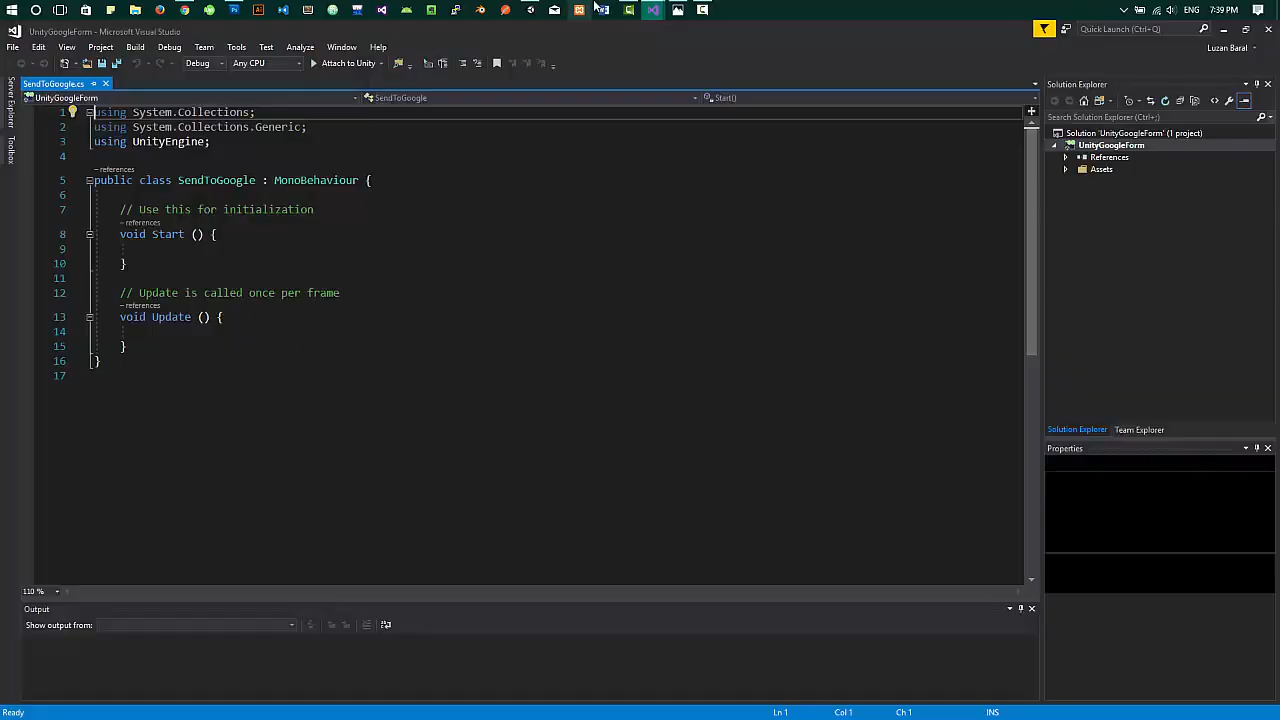 ENG 7:39 PM
UnityGoogleForm - Microsoft Visual Studio
Quick Launch (Ctrl+;)
File Edit View Project Build Debug Team Tools Test Analyze Window Help
Luzan Baral
Debug Any CPU Attach to Unity
Server Explorer
Toolbox
SendToGoogle.cs
UnityGoogleForm SendToGoogle Start()
1 using System.Collections;
2 using System.Collections.Generic;
3 using UnityEngine;
4
- references
5 public class SendToGoogle : MonoBehaviour {
6
7 // Use this for initialization
- references
8 void Start () {
9
10 }
11
12 // Update is called once per frame
- references
13 void Update () {
14
15 }
16 }
17
110 %
Solution Explorer
Search Solution Explorer (Ctrl+;)
Solution 'UnityGoogleForm' (1 project)
UnityGoogleForm
References
Assets
Solution Explorer Team Explorer
Properties
Output
Show output from:
Ready Ln 1 Col 1 Ch 1 INS